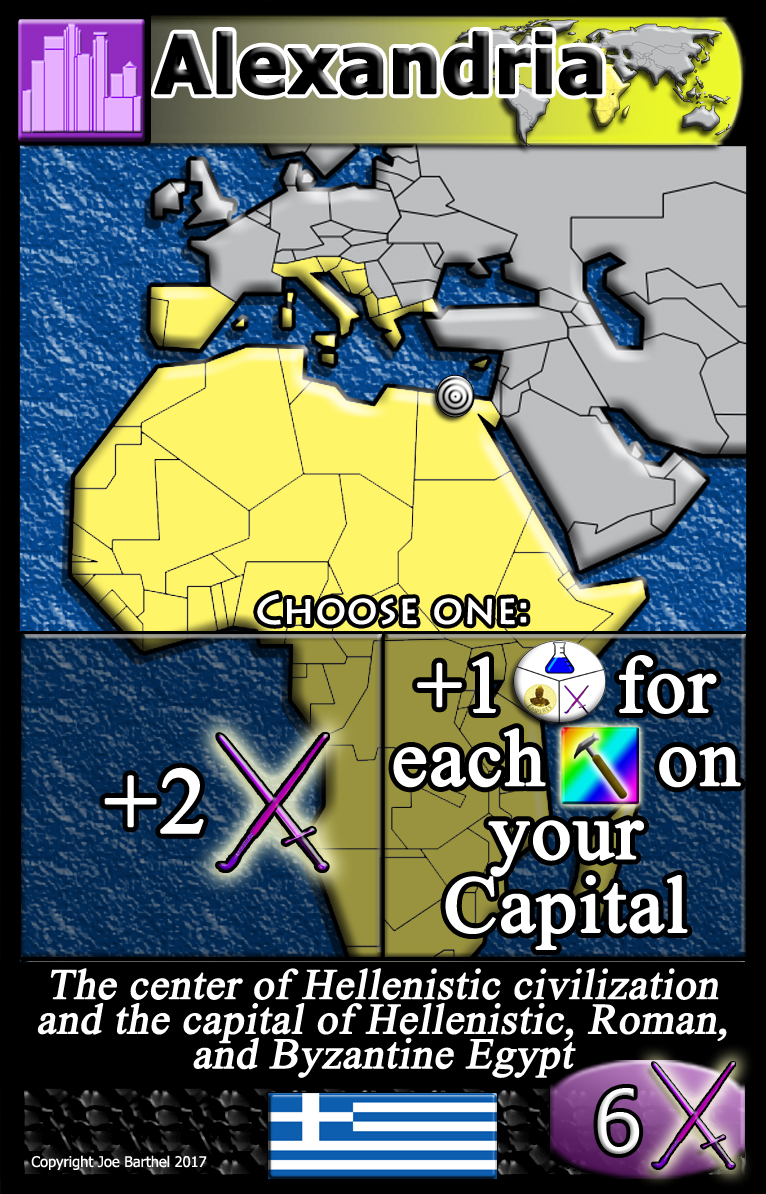 Alexandria
CHOOSE ONE:
+2
+1 for
each on
your
Capital
The center of Hellenistic civilization
and the capital of Hellenistic, Roman,
and Byzantine Egypt
6
Copyright Joe Barthel 2017